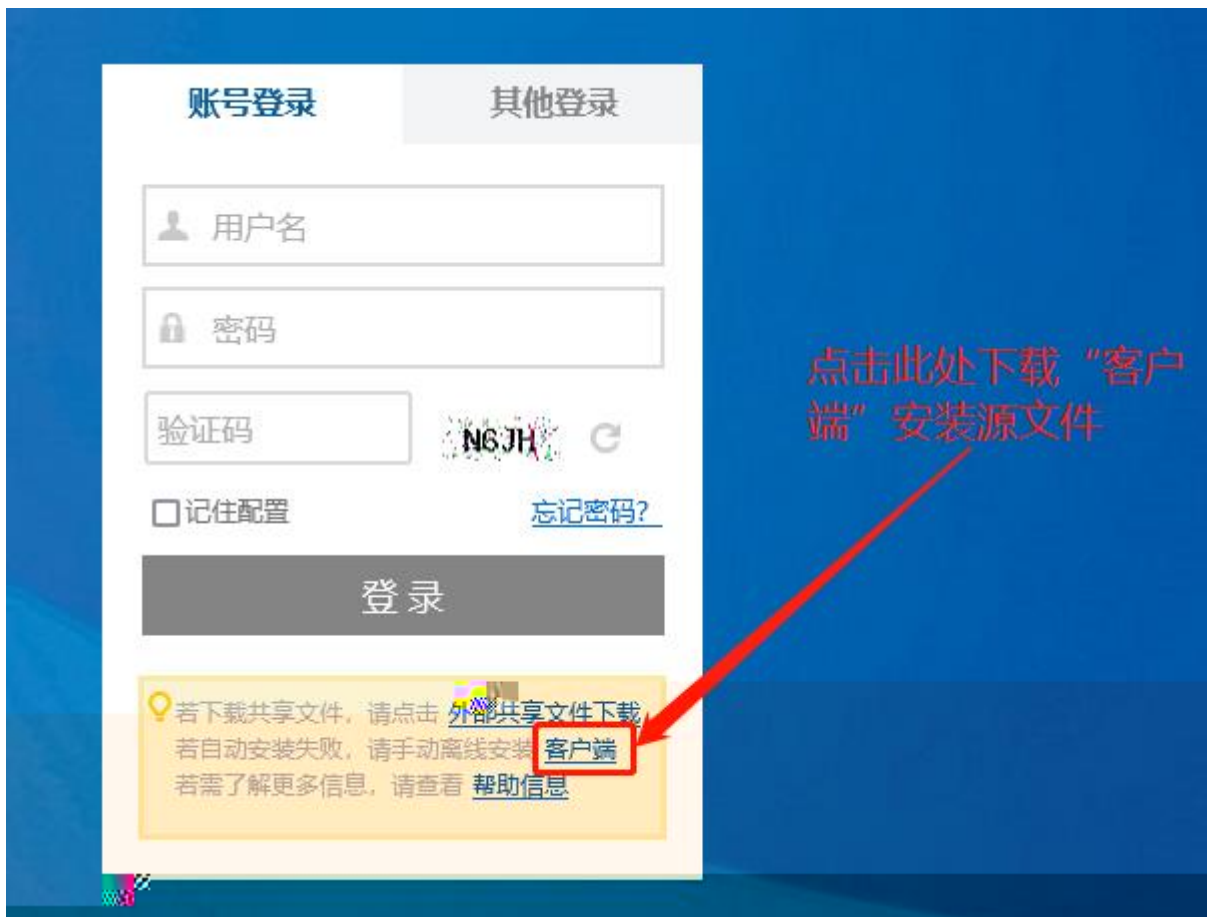 账号登录
其他登录
用户名
密码
验证码
N6JH
记住配置
忘记密码?
登录
若下载共享文件，请点击 外部共享文件下载
若自动安装失败，请手动离线安装 客户端
若需了解更多信息，请查看 帮助信息
点击此处下载“客户
端”安装源文件